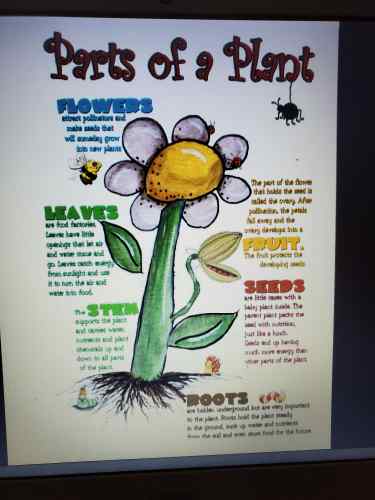 Parts of a Plant
FLOWERS
attract pollinators and
make seeds that
will someday grow
into new plants
LEAVES
are food factories.
Leaves have little
openings that let air
and water come and
go. Leaves catch energy
from sunlight and use
it to turn the air and
water into food.
The STEM
supports the plant
and carries water,
nutrients and plant
chemicals up and
down to all parts
of the plant.
The part of the flower
that holds the seed is
called the ovary. After
pollination, the petals
fall away and the
ovary develops into a
FRUIT.
The fruit protects the
developing seeds
SEEDS
are little cases with a
baby plant inside. The
parent plant packs the
seed with nutrition,
just like a lunch.
Seeds end up having
much more energy than
other parts of the plant.
ROOTS
are hidden underground but are very important
to the plant. Roots hold the plant steady
in the ground, soak up water and nutrients
from the soil and even store food for the future.